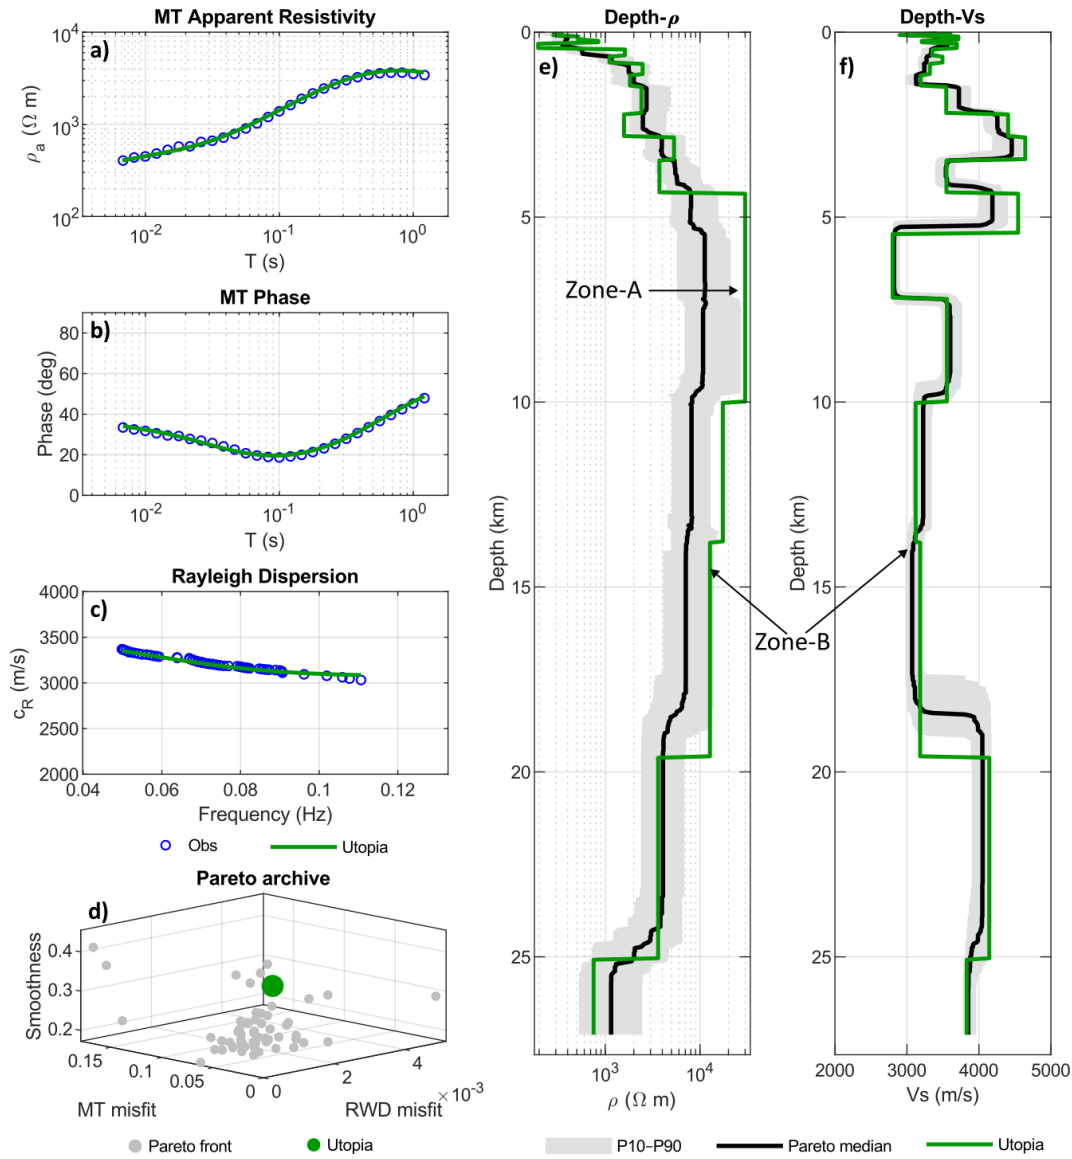 MT Apparent Resistivity
a)
10^4
10^3
10^2
ρ_a (Ω m)
10^-2
10^-1
10^0
T (s)
MT Phase
b)
80
60
40
20
0
Phase (deg)
10^-2
10^-1
10^0
T (s)
Rayleigh Dispersion
c)
4000
3500
3000
2500
2000
c_R (m/s)
0.04
0.06
0.08
0.1
0.12
Frequency (Hz)
Obs
Utopia
Pareto archive
d)
0.4
0.3
0.2
Smoothness
0.15
0.1
0.05
0
MT misfit
0
2
4
×10^-3
RWD misfit
Pareto front
Utopia
Depth-ρ
e)
0
5
10
15
20
25
Depth (km)
Zone-A
Zone-B
10^3
10^4
ρ (Ω m)
Depth-Vs
f)
0
5
10
15
20
25
Depth (km)
2000
3000
4000
5000
Vs (m/s)
P10–P90
Pareto median
Utopia